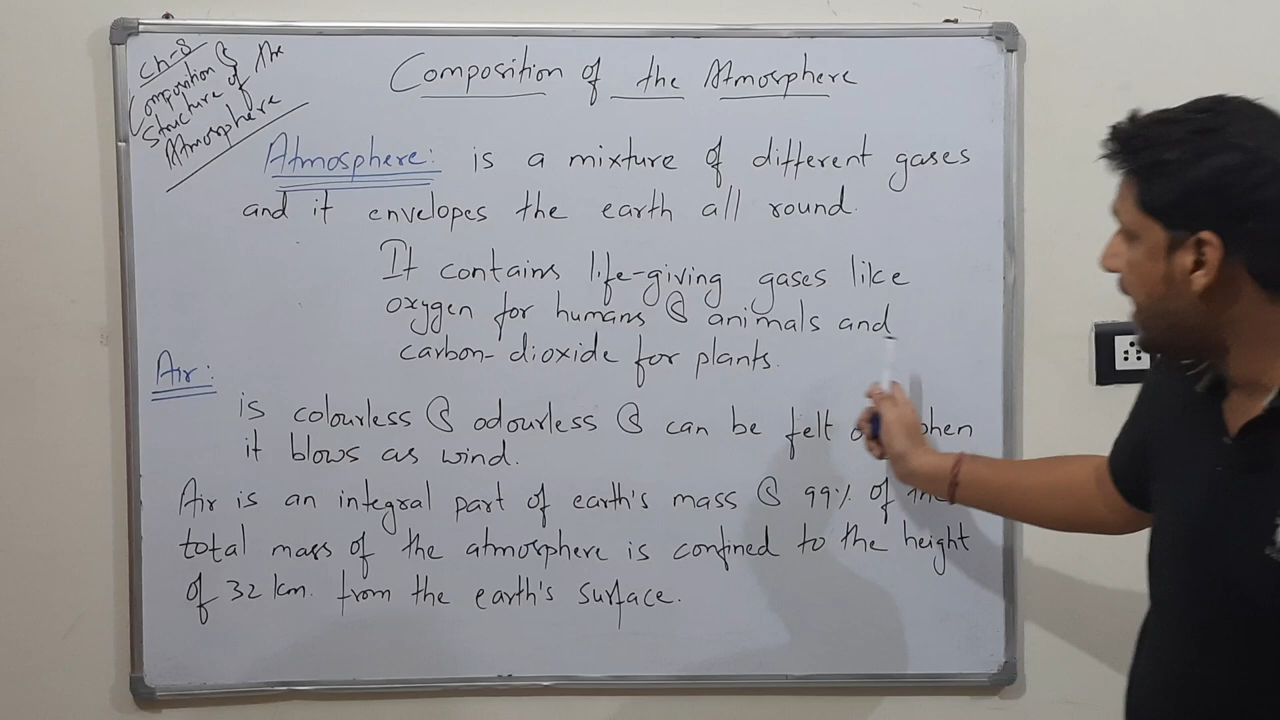 Ch-8
Composition &
Structure of the
Atmosphere
Composition of the Atmosphere
Atmosphere: is a mixture of different gases
and it envelopes the earth all round.
It contains life-giving gases like
oxygen for humans & animals and
carbon-dioxide for plants.
Air:
is colourless & odourless & can be felt when
it blows as wind.
Air is an integral part of earth's mass & 99% of the
total mass of the atmosphere is confined to the height
of 32 km. from the earth's surface.